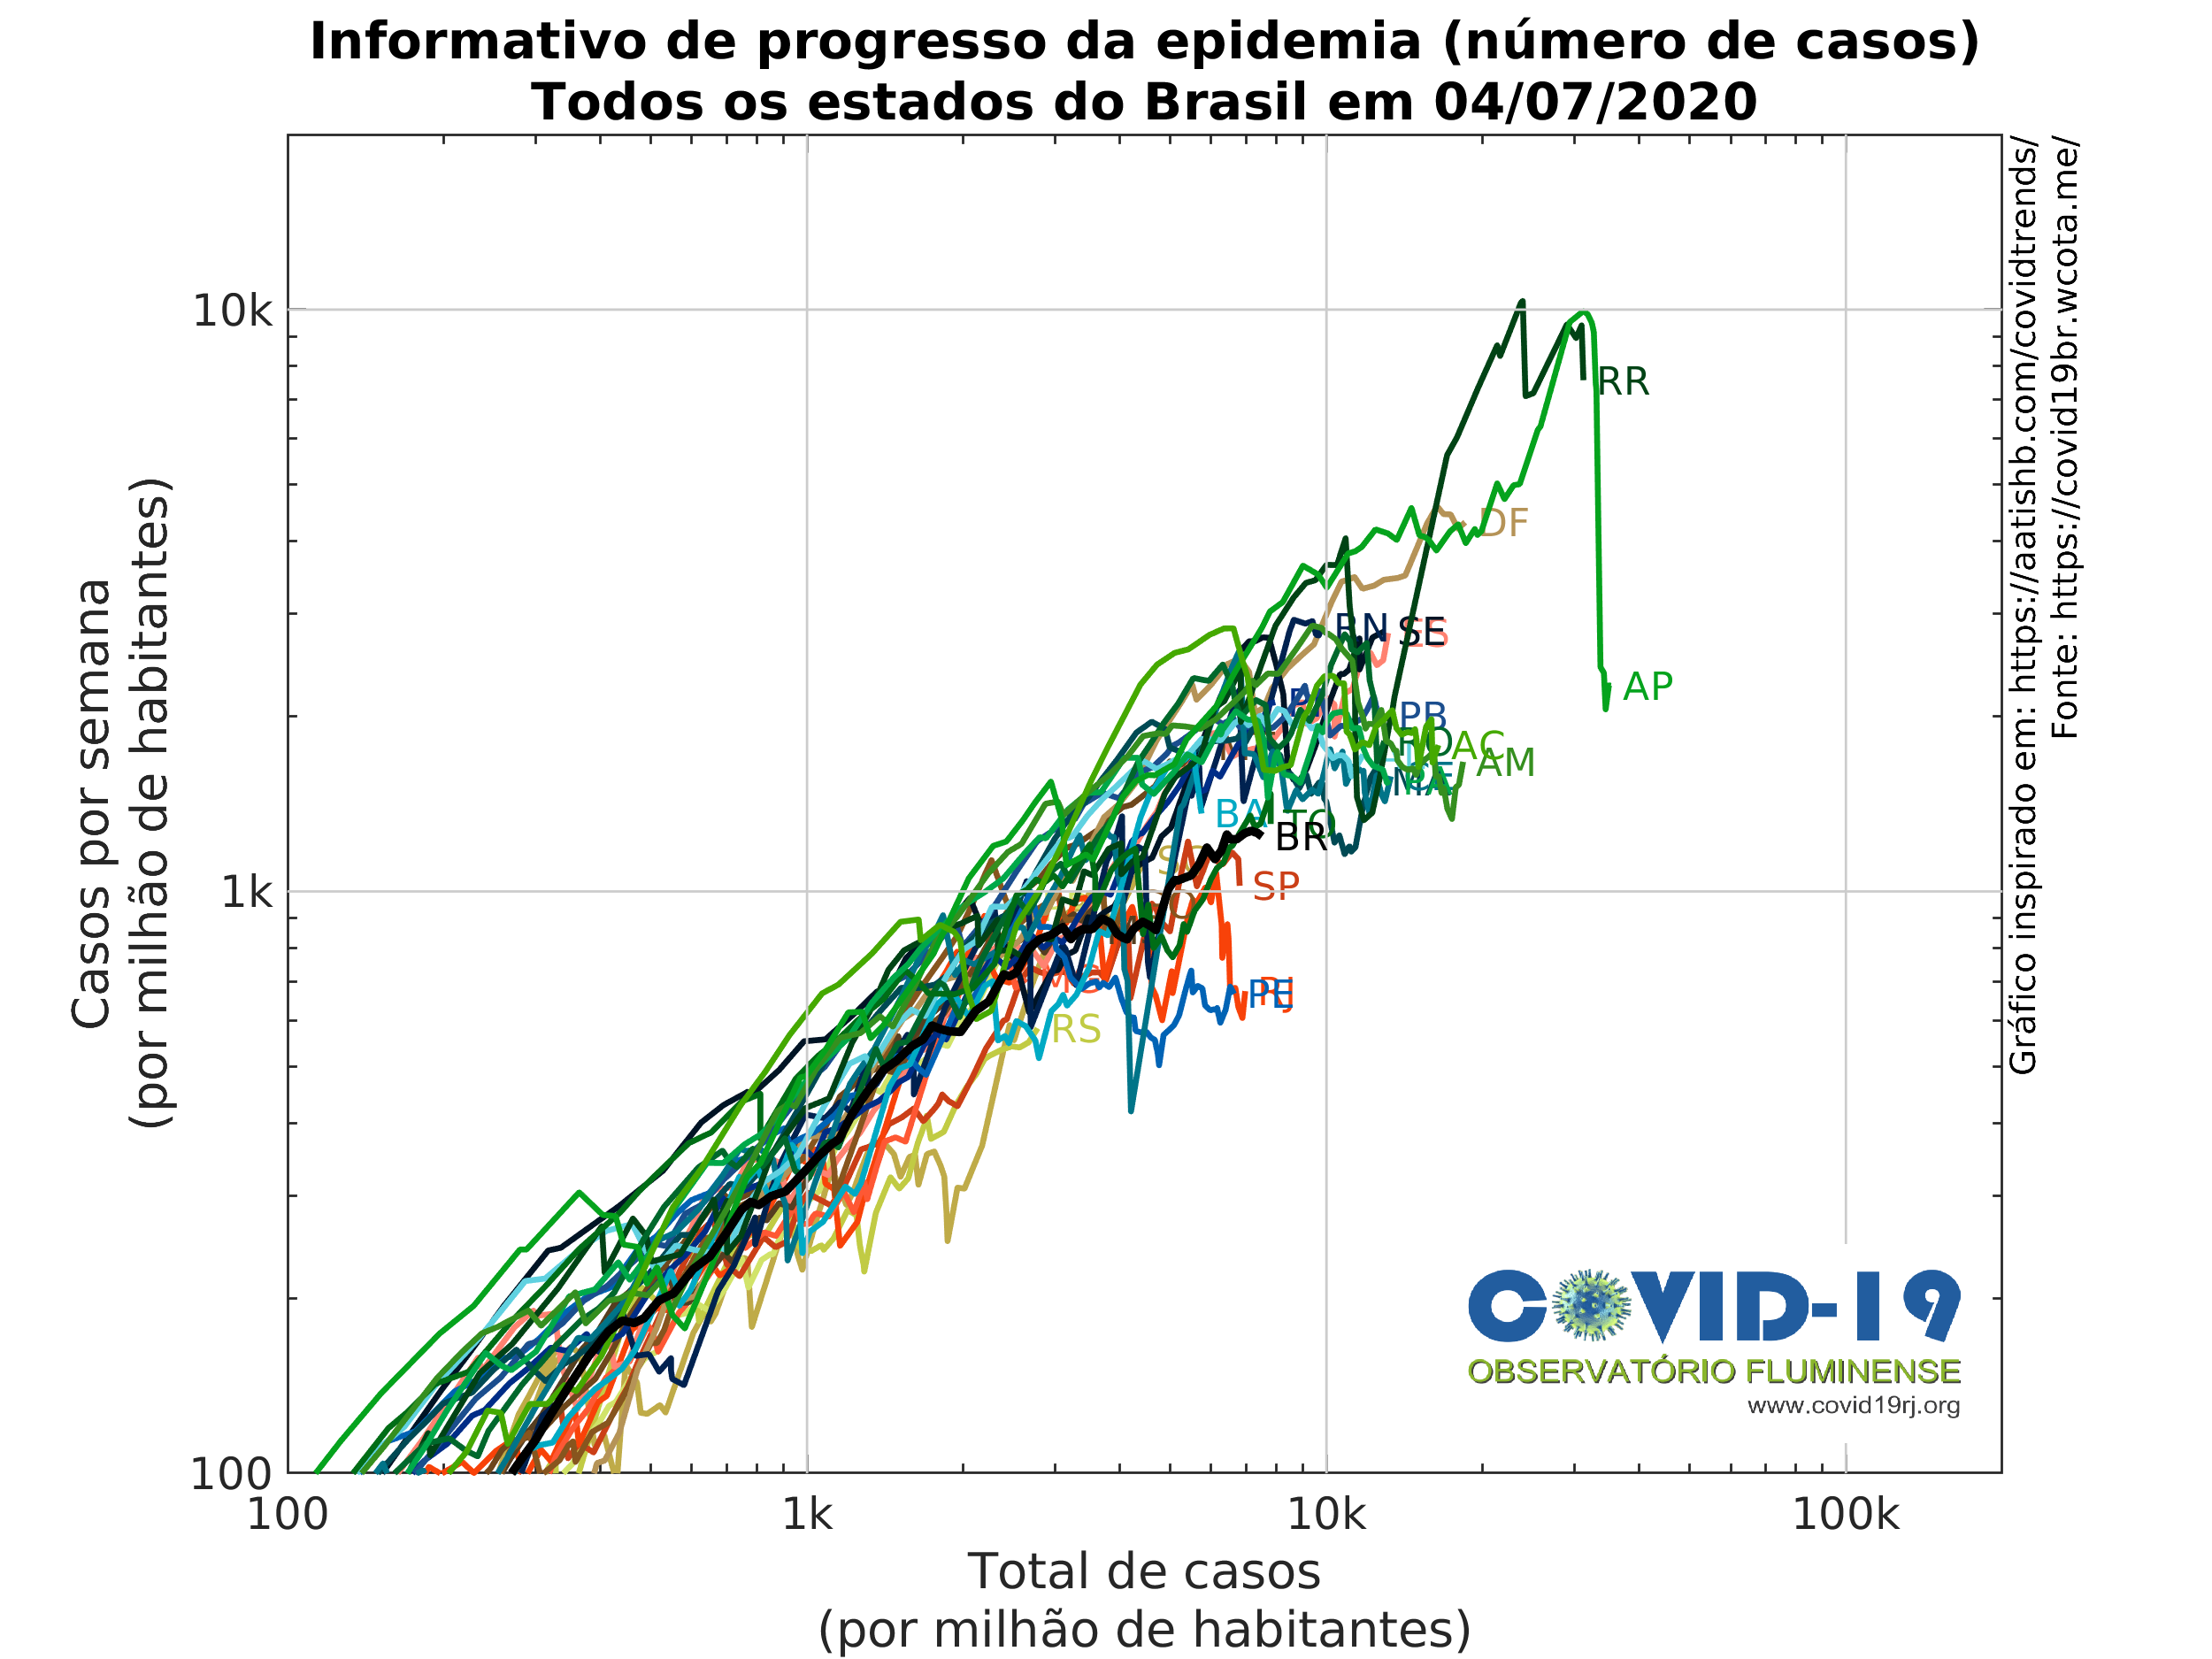 Informativo de progresso da epidemia (número de casos)
Todos os estados do Brasil em 04/07/2020
Casos por semana
(por milhão de habitantes)
10k
1k
100
100
1k
10k
100k
Total de casos
(por milhão de habitantes)
Gráfico inspirado em: https://aatishb.com/covidtrends/
Fonte: https://covid19br.wcota.me/
RR
DF
RN
SE
ES
AP
PB
AC
AM
BA
TO
BR
SP
PE
RJ
RS
COVID-19
OBSERVATÓRIO FLUMINENSE
www.covid19rj.org